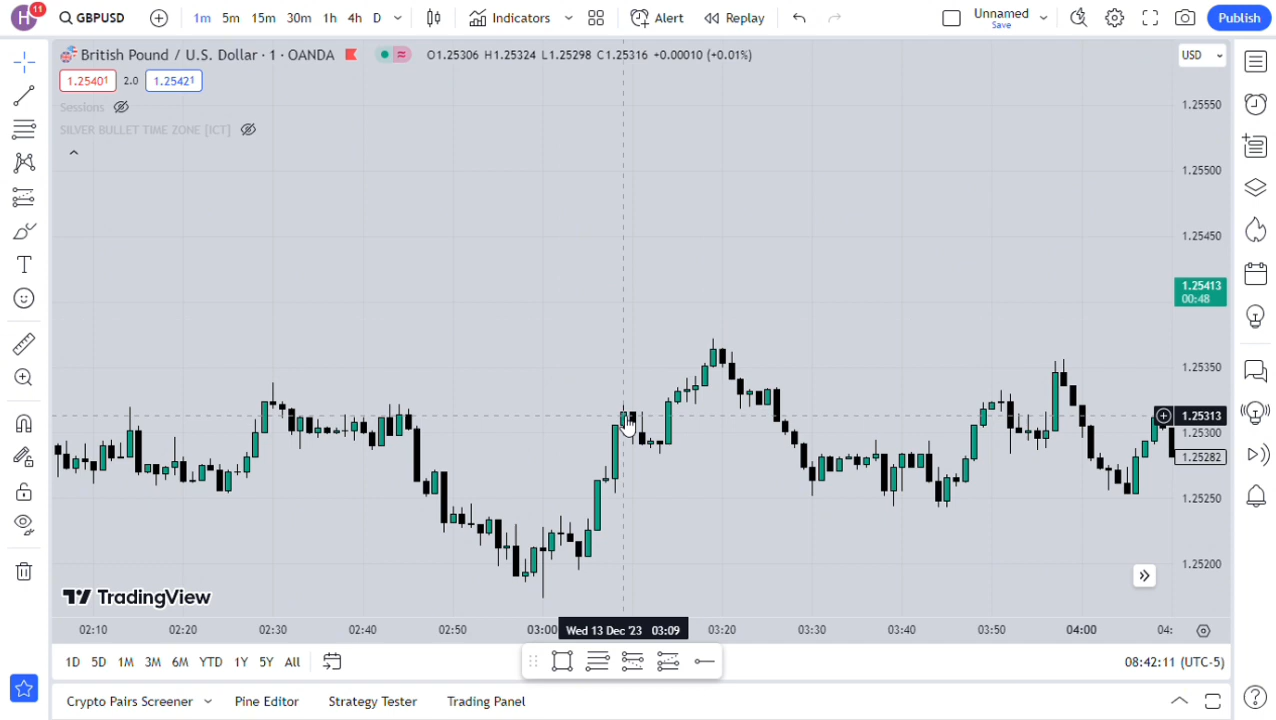 H 11 GBPUSD 1m 5m 15m 30m 1h 4h D Indicators Alert Replay Unnamed Save Publish
British Pound / U.S. Dollar · 1 · OANDA O1.25306 H1.25324 L1.25298 C1.25316 +0.00010 (+0.01%) USD
1.25401 2.0 1.25421
Sessions
SILVER BULLET TIME ZONE [ICT]
1.25550
1.25500
1.25450
1.25413
00:48
1.25350
1.25313
1.25300
1.25282
1.25250
1.25200
TradingView
02:10 02:20 02:30 02:40 02:50 03:00 Wed 13 Dec '23 03:09 03:20 03:30 03:40 03:50 04:00 04:
1D 5D 1M 3M 6M YTD 1Y 5Y All 08:42:11 (UTC-5)
Crypto Pairs Screener Pine Editor Strategy Tester Trading Panel